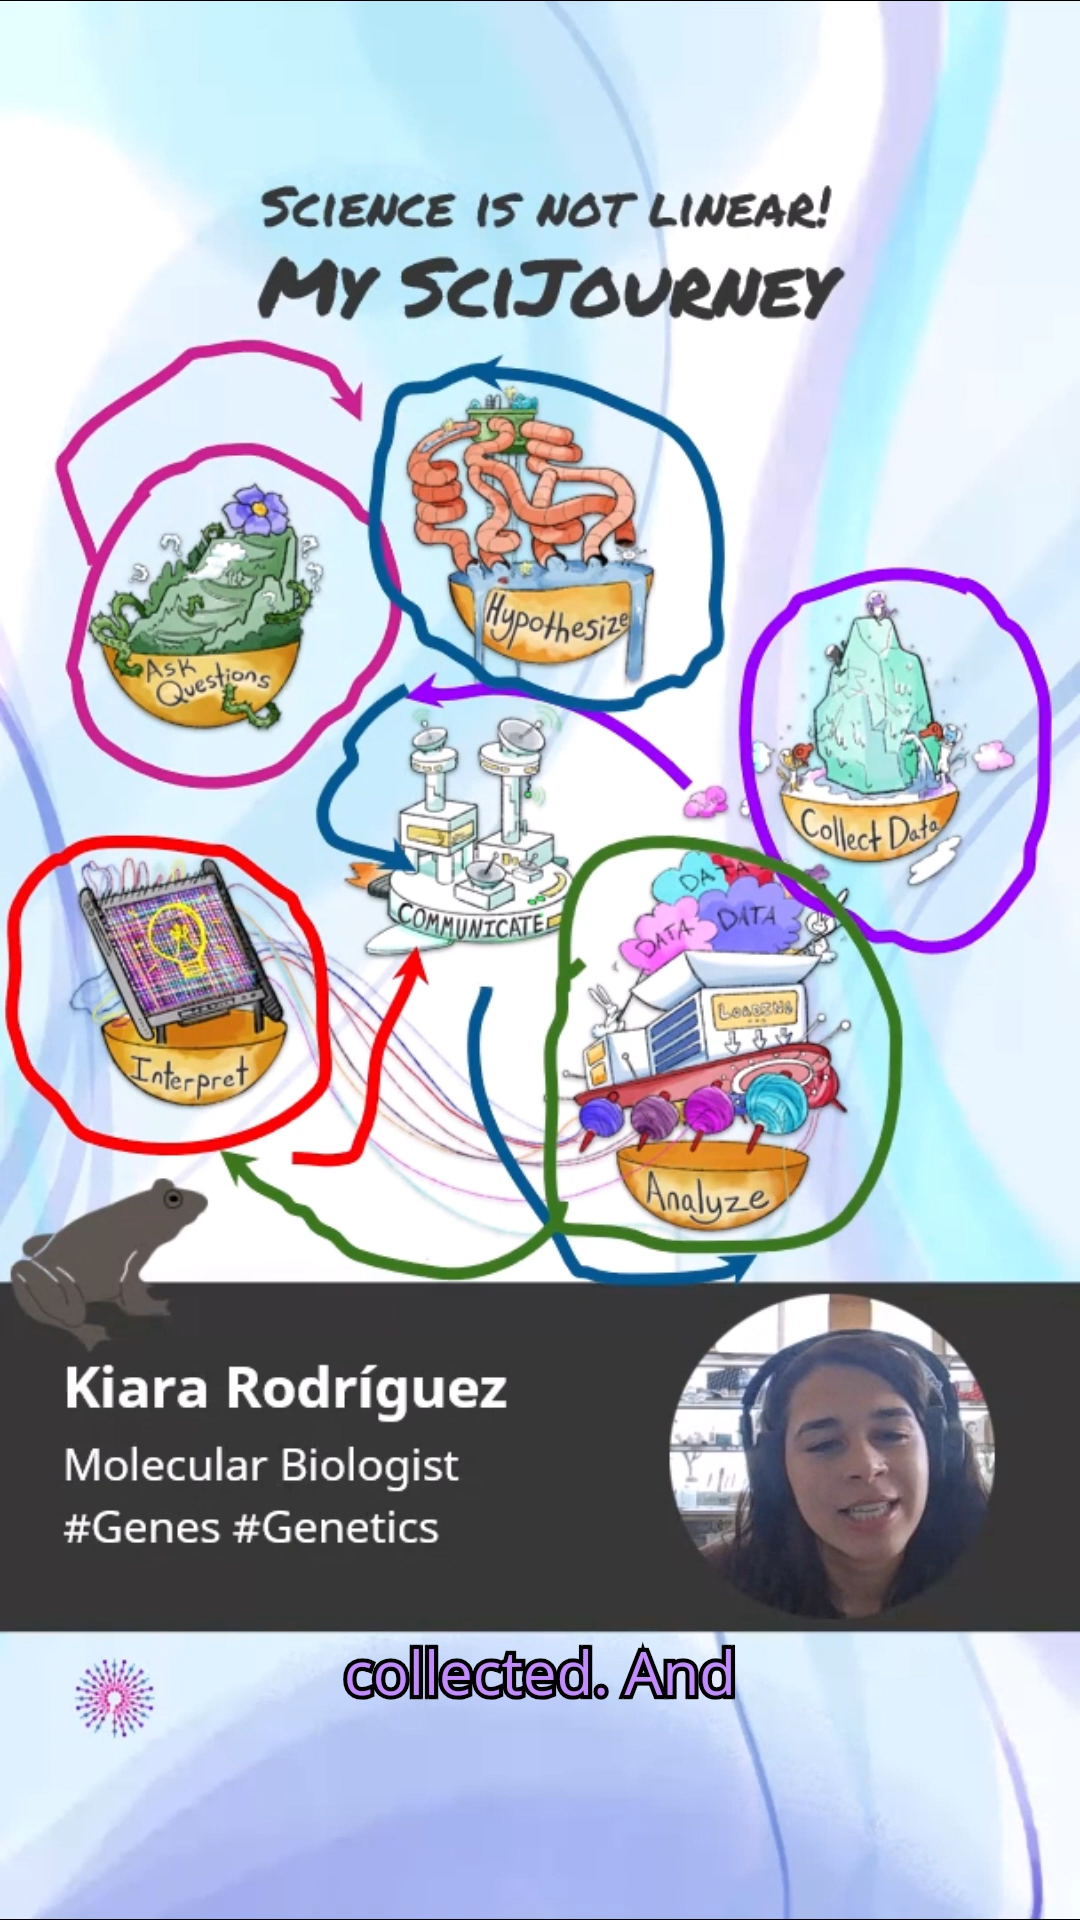 SCIENCE IS NOT LINEAR!
MY SCIJOURNEY
Hypothesize
Ask
Questions
Collect Data
COMMUNICATE
DATA
DATA
DATA
LOADING
Interpret
Analyze
Kiara Rodríguez
Molecular Biologist
#Genes #Genetics
collected. And